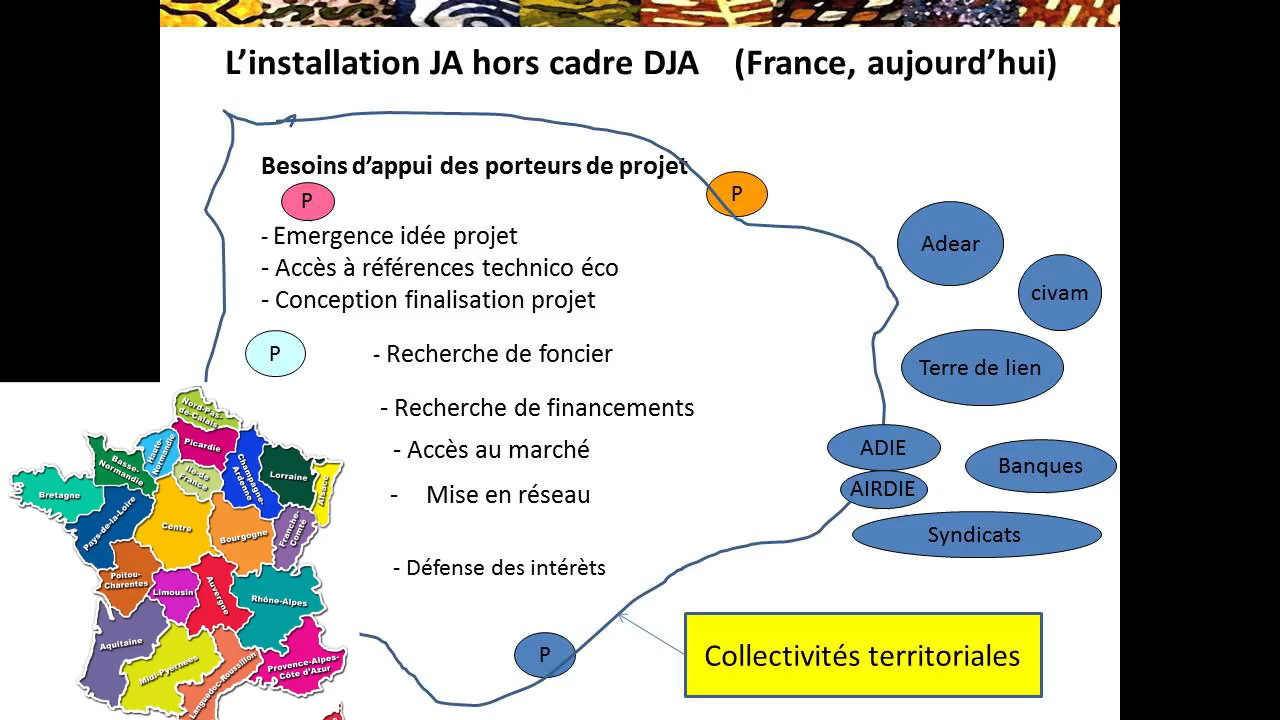 L’installation JA hors cadre DJA (France, aujourd’hui)
Besoins d’appui des porteurs de projet
P
P
- Emergence idée projet
- Accès à références technico éco
- Conception finalisation projet
P
- Recherche de foncier
- Recherche de financements
- Accès au marché
- Mise en réseau
- Défense des intérèts
P
Adear
civam
Terre de lien
ADIE
Banques
AIRDIE
Syndicats
Collectivités territoriales
Nord-Pas-
de-Calais
Picardie
Haute-
Normandie
Basse-
Normandie
Ile-de
France
Champagne-
Ardenne
Lorraine
Alsace
Bretagne
Pays-de-la-Loire
Centre
Bourgogne
Franche-
Comté
Poitou-
Charentes
Limousin
Auvergne
Rhône-Alpes
Aquitaine
Midi-Pyrénées
Languedoc-Roussillon
Provence-Alpes-
Côte d'Azur